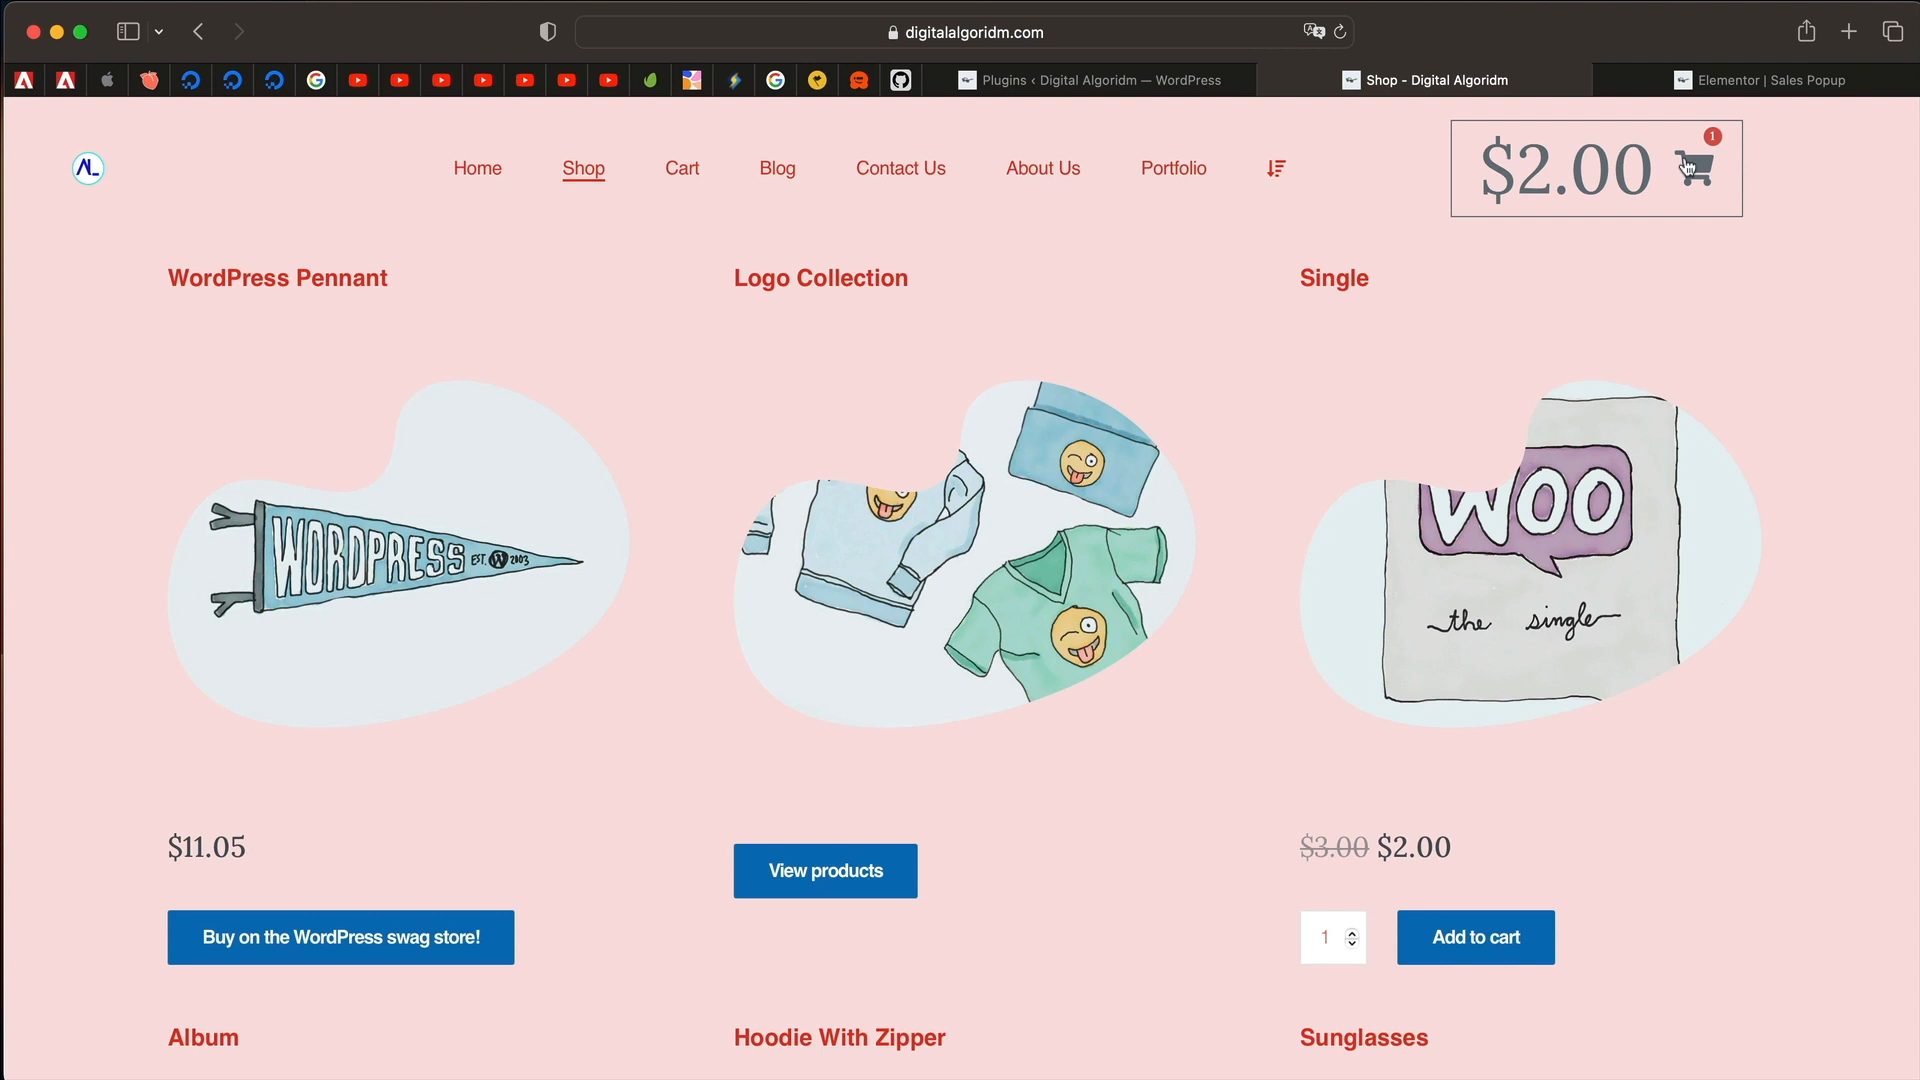 digitalalgoridm.com
Plugins ‹ Digital Algoridm — WordPress
Shop - Digital Algoridm
Elementor | Sales Popup
Home
Shop
Cart
Blog
Contact Us
About Us
Portfolio
$2.00
1
WordPress Pennant
Logo Collection
Single
WORDPRESS EST. W 2003
WOO
the single
$11.05
View products
$3.00 $2.00
Buy on the WordPress swag store!
1
Add to cart
Album
Hoodie With Zipper
Sunglasses